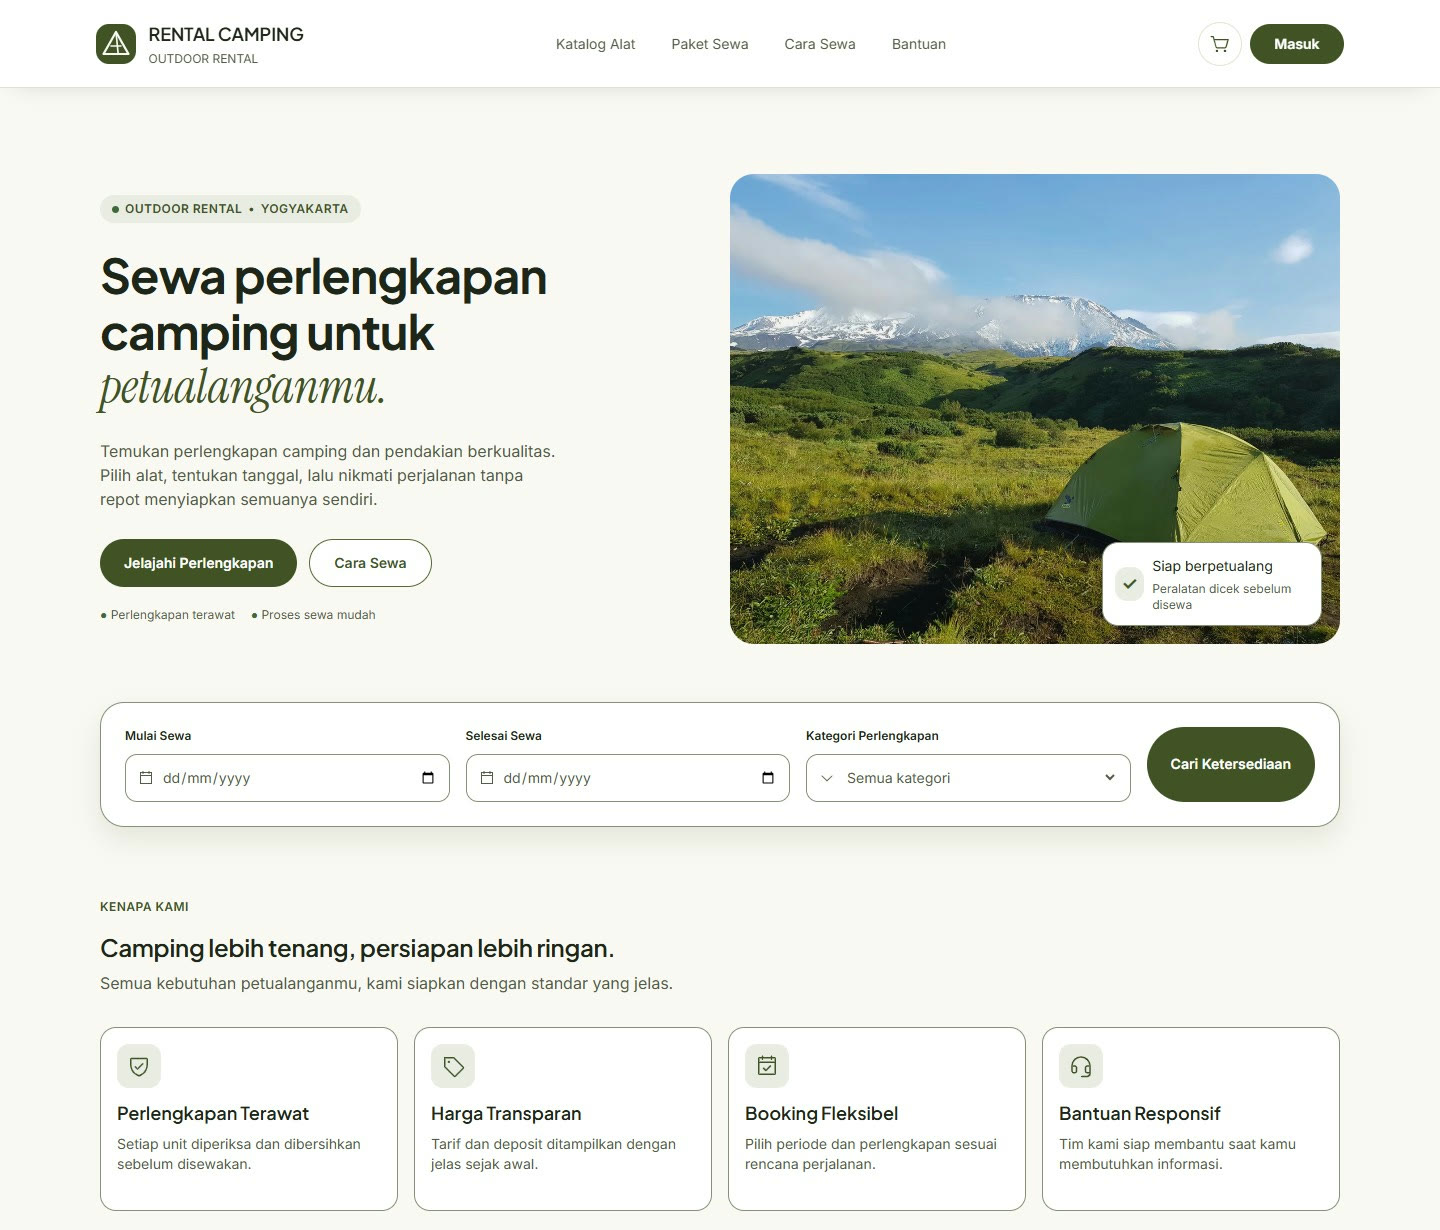 RENTAL CAMPING
OUTDOOR RENTAL
Katalog Alat
Paket Sewa
Cara Sewa
Bantuan
Masuk
OUTDOOR RENTAL • YOGYAKARTA
Sewa perlengkapan
camping untuk
petualanganmu.
Temukan perlengkapan camping dan pendakian berkualitas.
Pilih alat, tentukan tanggal, lalu nikmati perjalanan tanpa
repot menyiapkan semuanya sendiri.
Jelajahi Perlengkapan
Cara Sewa
• Perlengkapan terawat
• Proses sewa mudah
Siap berpetualang
Peralatan dicek sebelum
disewa
Mulai Sewa
dd/mm/yyyy
Selesai Sewa
dd/mm/yyyy
Kategori Perlengkapan
Semua kategori
Cari Ketersediaan
KENAPA KAMI
Camping lebih tenang, persiapan lebih ringan.
Semua kebutuhan petualanganmu, kami siapkan dengan standar yang jelas.
Perlengkapan Terawat
Setiap unit diperiksa dan dibersihkan
sebelum disewakan.
Harga Transparan
Tarif dan deposit ditampilkan dengan
jelas sejak awal.
Booking Fleksibel
Pilih periode dan perlengkapan sesuai
rencana perjalanan.
Bantuan Responsif
Tim kami siap membantu saat kamu
membutuhkan informasi.